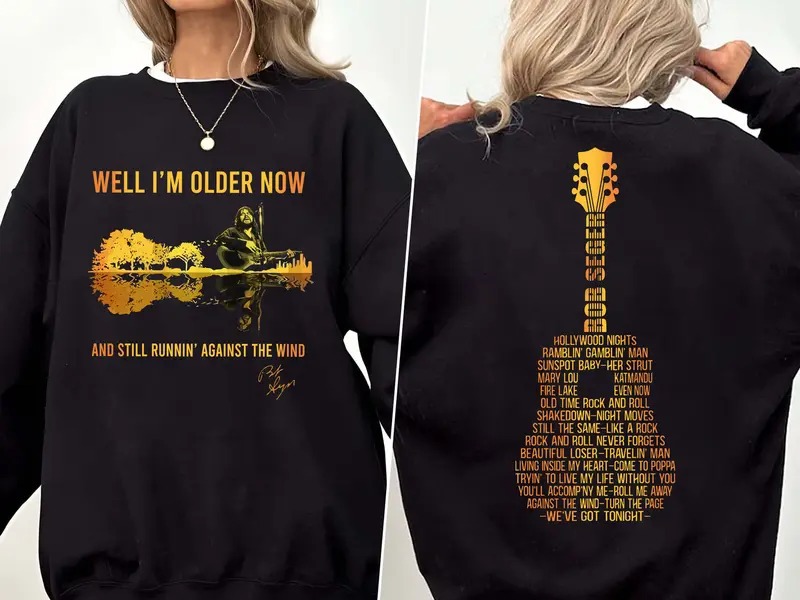 WELL I'M OLDER NOW
AND STILL RUNNIN' AGAINST THE WIND
Bob Seger
BOB SEGER
HOLLYWOOD NIGHTS
RAMBLIN' GAMBLIN' MAN
SUNSPOT BABY-HER STRUT
MARY LOU KATMANDU
FIRE LAKE EVEN NOW
OLD TIME ROCK AND ROLL
SHAKEDOWN-NIGHT MOVES
STILL THE SAME-LIKE A ROCK
ROCK AND ROLL NEVER FORGETS
BEAUTIFUL LOSER-TRAVELIN' MAN
LIVING INSIDE MY HEART-COME TO POPPA
TRYIN' TO LIVE MY LIFE WITHOUT YOU
YOU'LL ACCOMP'NY ME-ROLL ME AWAY
AGAINST THE WIND-TURN THE PAGE
-WE'VE GOT TONIGHT-